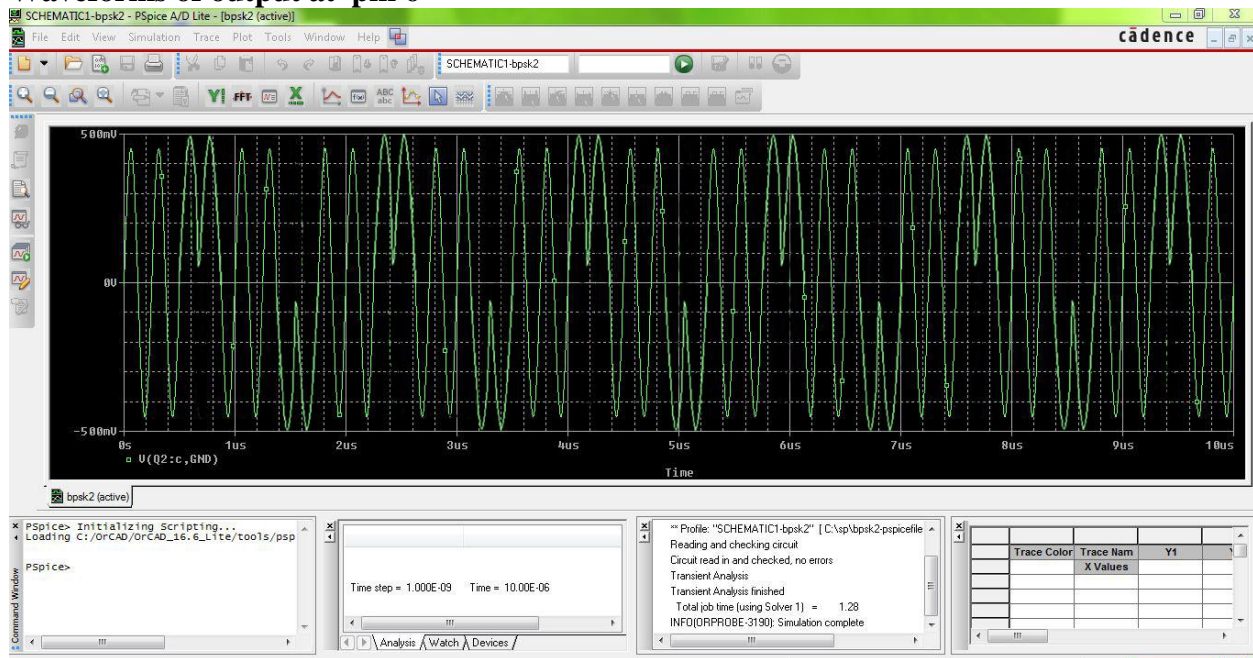 Waveforms of output at pin 6
SCHEMATIC1-bpsk2 - PSpice A/D Lite - [bpsk2 (active)]
File Edit View Simulation Trace Plot Tools Window Help
cādence
SCHEMATIC1-bpsk2
FFT
ABC
abc
500mV
0V
-500mV
0s 1us 2us 3us 4us 5us 6us 7us 8us 9us 10us
V(Q2:c,GND)
Time
bpsk2 (active)
PSpice> Initializing Scripting...
Loading C:/OrCAD/OrCAD_16.6_Lite/tools/psp
PSpice>
Command Window
Time step = 1.000E-09 Time = 10.00E-06
Analysis Watch Devices
** Profile: "SCHEMATIC1-bpsk2" [ C:\sp\bpsk2-pspicefile
Reading and checking circuit
Circuit read in and checked, no errors
Transient Analysis
Transient Analysis finished
Total job time (using Solver 1) = 1.28
INFO(ORPROBE-3190): Simulation complete
Trace Color Trace Nam Y1
X Values